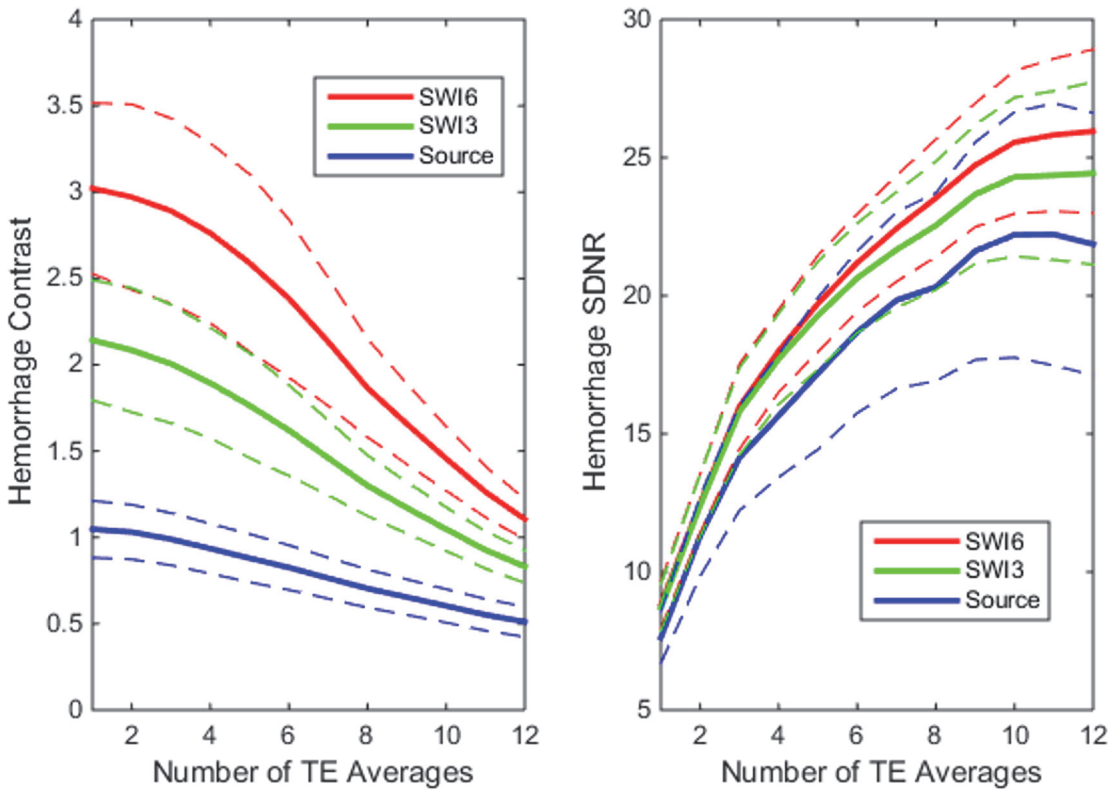 4
3.5
3
2.5
2
1.5
1
0.5
0
Hemorrhage Contrast
SWI6
SWI3
Source
2 4 6 8 10 12
Number of TE Averages
30
25
20
15
10
5
Hemorrhage SDNR
SWI6
SWI3
Source
2 4 6 8 10 12
Number of TE Averages